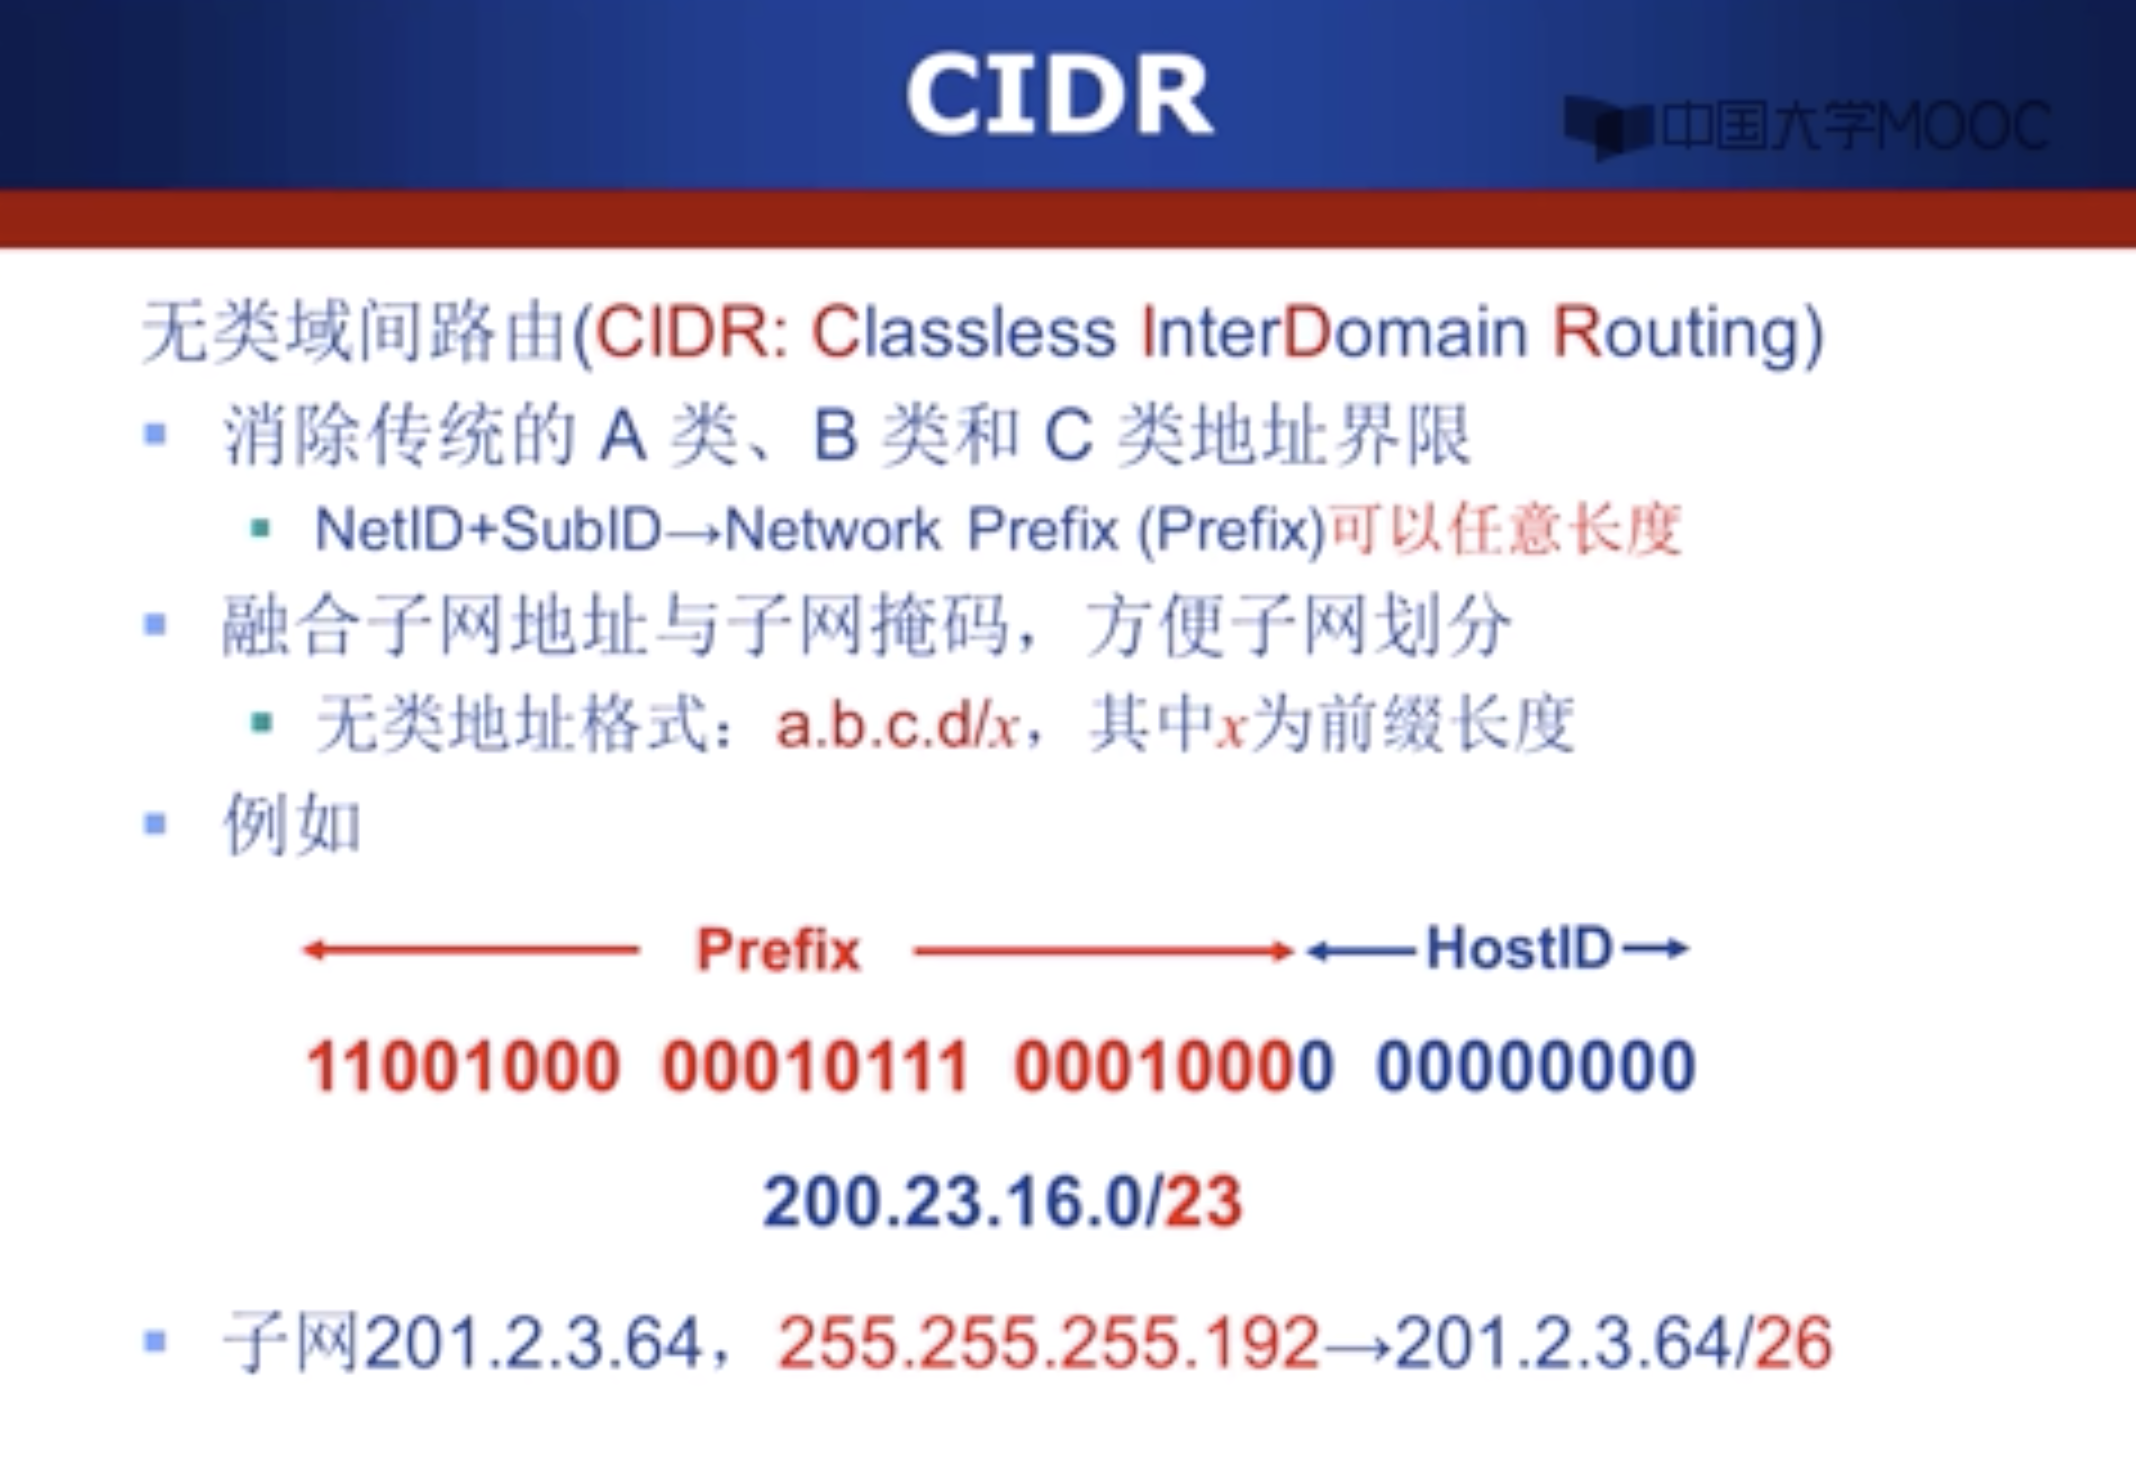 CIDR
中国大学MOOC
无类域间路由(CIDR: Classless InterDomain Routing)
消除传统的 A 类、B 类和 C 类地址界限
NetID+SubID→Network Prefix (Prefix)可以任意长度
融合子网地址与子网掩码，方便子网划分
无类地址格式：a.b.c.d/x，其中x为前缀长度
例如
Prefix HostID
11001000 00010111 00010000 00000000
200.23.16.0/23
子网201.2.3.64，255.255.255.192→201.2.3.64/26